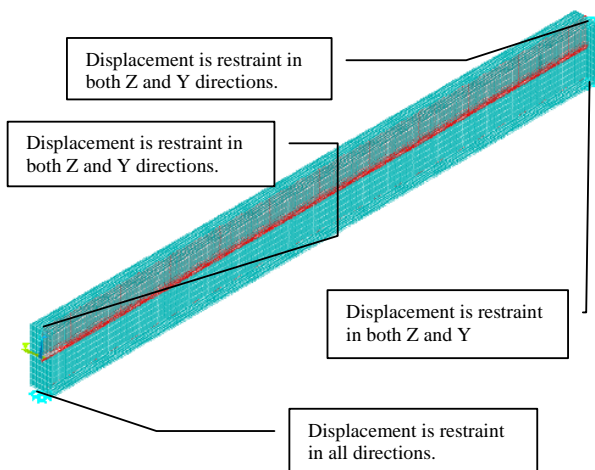 Displacement is restraint in
both Z and Y directions.
Displacement is restraint in
both Z and Y directions.
Displacement is restraint
in both Z and Y
Displacement is restraint
in all directions.